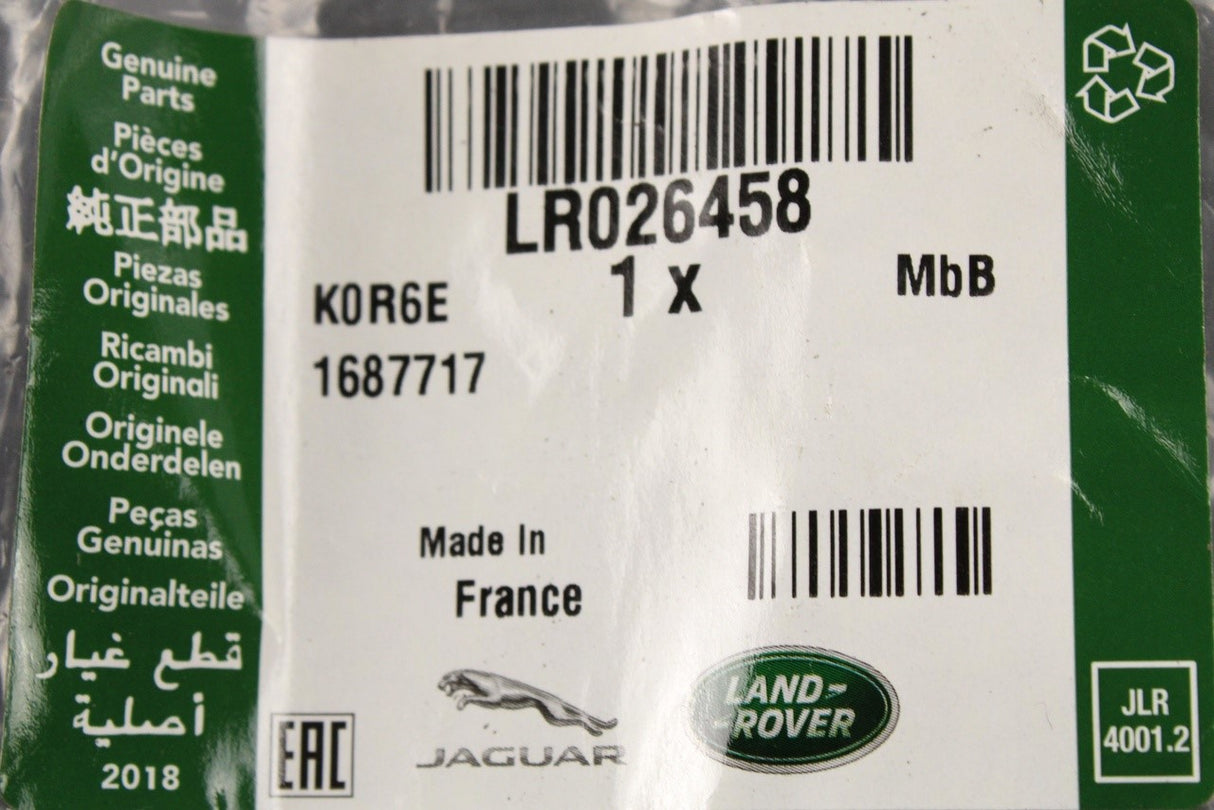 Genuine
Parts
Pièces
d'Origine
純正部品
Piezas
Originales
Ricambi
Originali
Originele
Onderdelen
Peças
Genuinas
Originalteile
قطع غيار
أصلية
2018
LR026458
1 x
MbB
K0R6E
1687717
Made In
France
EAC
JAGUAR
LAND-
-ROVER
JLR
4001.2